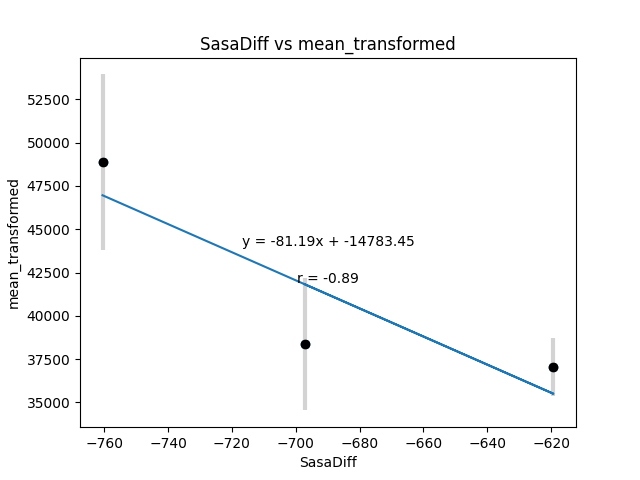 SasaDiff vs mean_transformed
52500
50000
47500
45000
42500
40000
37500
35000
mean_transformed
y = -81.19x + -14783.45
r = -0.89
−760 −740 −720 −700 −680 −660 −640 −620
SasaDiff